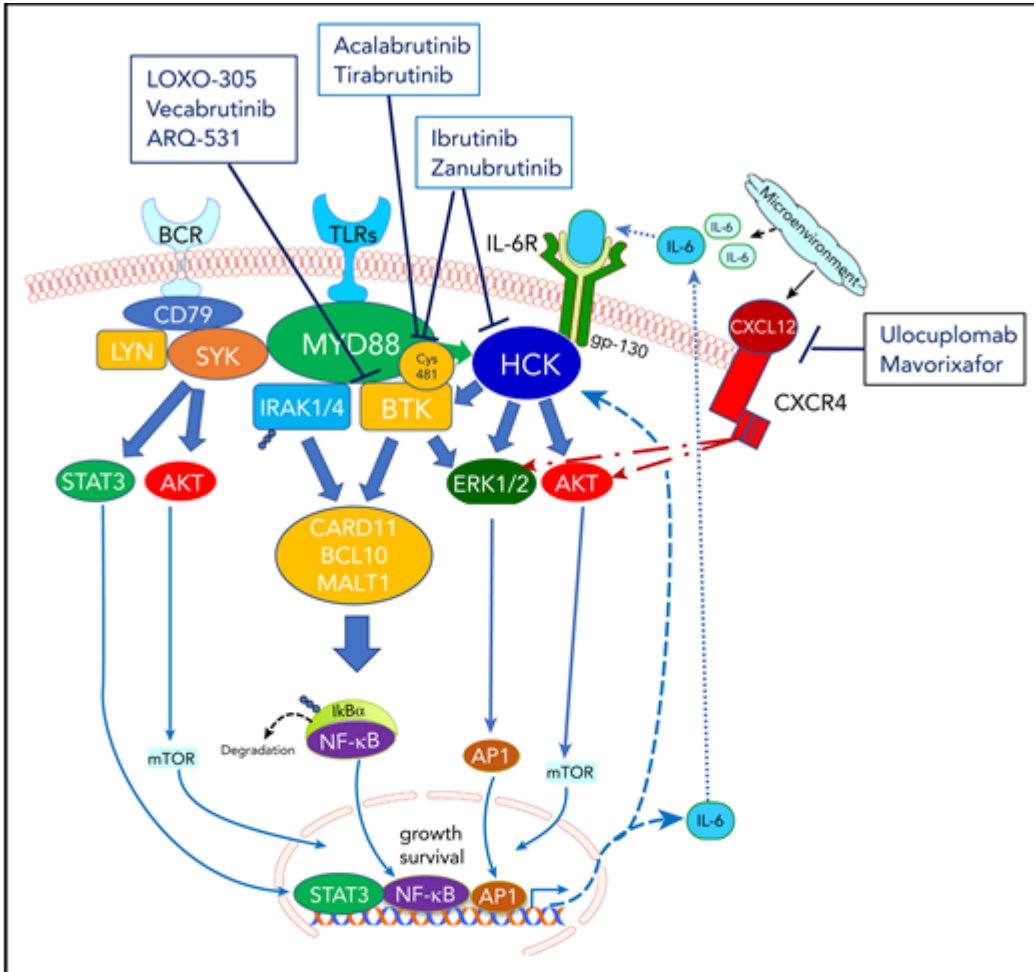 Acalabrutinib
Tirabrutinib
LOXO-305
Vecabrutinib
ARQ-531
Ibrutinib
Zanubrutinib
Microenvironment
BCR
TLRs
IL-6R
IL-6
IL-6
IL-6
CD79
LYN
SYK
MYD88
Cys
481
HCK
gp-130
CXCL12
Ulocuplomab
Mavorixafor
CXCR4
IRAK1/4
BTK
STAT3
AKT
ERK1/2
AKT
CARD11
BCL10
MALT1
IkBα
NF-κB
Degradation
mTOR
AP1
mTOR
IL-6
growth
survival
STAT3
NF-κB
AP1